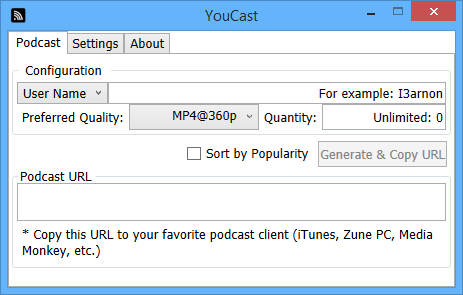 YouCast
Podcast Settings About
Configuration
User Name For example: I3arnon
Preferred Quality: MP4@360p Quantity: Unlimited: 0
Sort by Popularity Generate & Copy URL
Podcast URL
* Copy this URL to your favorite podcast client (iTunes, Zune PC, Media
Monkey, etc.)